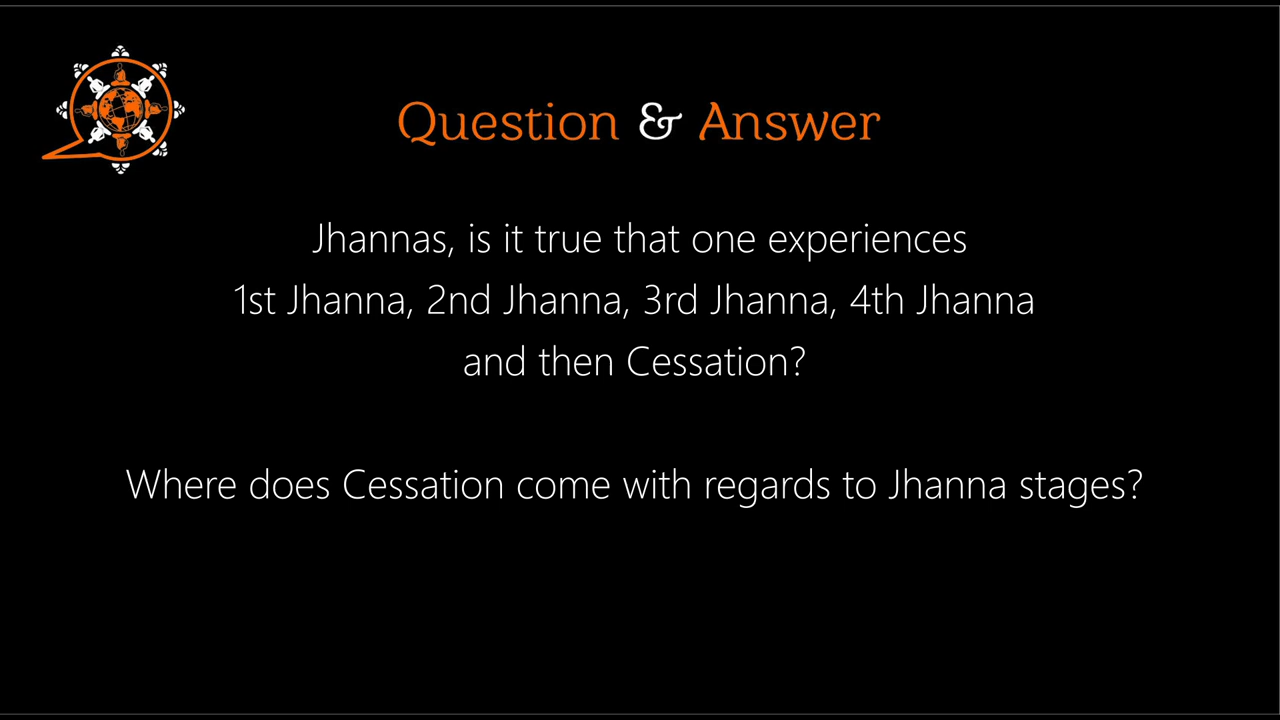 Question & Answer
Jhannas, is it true that one experiences
1st Jhanna, 2nd Jhanna, 3rd Jhanna, 4th Jhanna
and then Cessation?
Where does Cessation come with regards to Jhanna stages?